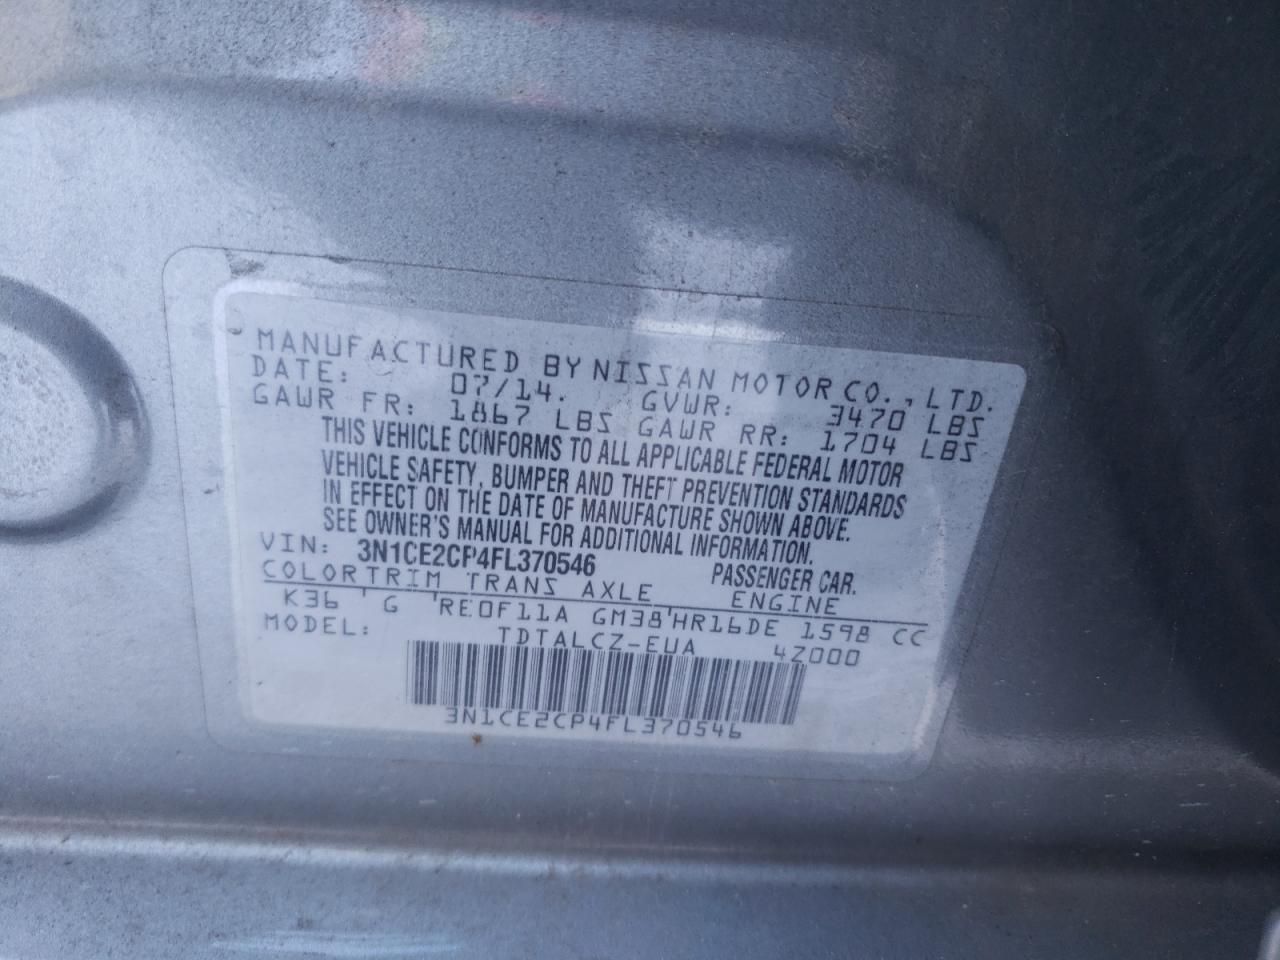 MANUFACTURED BY NISSAN MOTOR CO., LTD.
DATE: 07/14. GVWR: 3470 LBS
GAWR FR: 1867 LBS GAWR RR: 1704 LBS
THIS VEHICLE CONFORMS TO ALL APPLICABLE FEDERAL MOTOR
VEHICLE SAFETY, BUMPER AND THEFT PREVENTION STANDARDS
IN EFFECT ON THE DATE OF MANUFACTURE SHOWN ABOVE.
SEE OWNER'S MANUAL FOR ADDITIONAL INFORMATION.
VIN: 3N1CE2CP4FL370546 PASSENGER CAR.
COLOR TRIM TRANS AXLE ENGINE
K36 G RE0F11A GM38 HR16DE 1598 CC
MODEL: TDTALCZ-EUA 4Z000
3N1CE2CP4FL370546